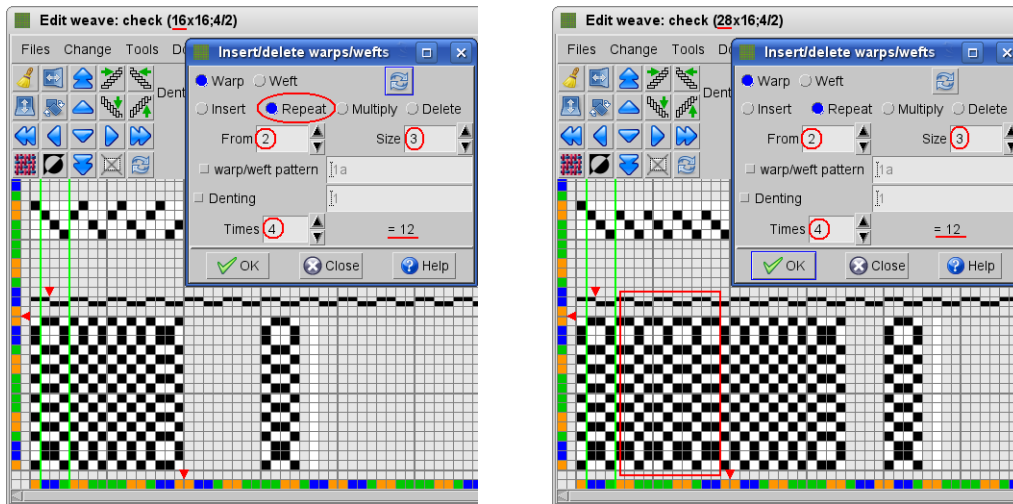 Edit weave: check (16x16;4/2)
Files Change Tools D
Insert/delete warps/wefts
Warp Weft
Dent
Insert Repeat Multiply Delete
From 2 Size 3
warp/weft pattern 1a
Denting 1
Times 4 = 12
OK Close Help
Edit weave: check (28x16;4/2)
Files Change Tools D
Insert/delete warps/wefts
Warp Weft
Dent
Insert Repeat Multiply Delete
From 2 Size 3
warp/weft pattern 1a
Denting 1
Times 4 = 12
OK Close Help